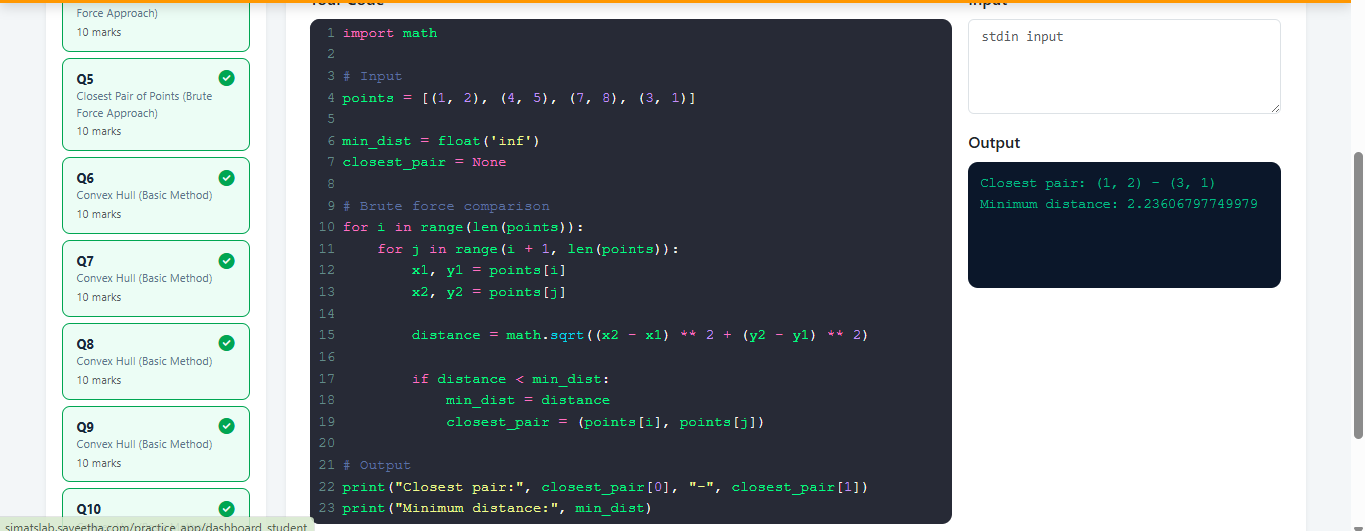 Force Approach)
10 marks
Q5
Closest Pair of Points (Brute
Force Approach)
10 marks
Q6
Convex Hull (Basic Method)
10 marks
Q7
Convex Hull (Basic Method)
10 marks
Q8
Convex Hull (Basic Method)
10 marks
Q9
Convex Hull (Basic Method)
10 marks
Q10
simatslab.saveetha.com/practice_app/dashboard_student
Your Code
1 import math
2
3 # Input
4 points = [(1, 2), (4, 5), (7, 8), (3, 1)]
5
6 min_dist = float('inf')
7 closest_pair = None
8
9 # Brute force comparison
10 for i in range(len(points)):
11     for j in range(i + 1, len(points)):
12         x1, y1 = points[i]
13         x2, y2 = points[j]
14
15         distance = math.sqrt((x2 - x1) ** 2 + (y2 - y1) ** 2)
16
17         if distance < min_dist:
18             min_dist = distance
19             closest_pair = (points[i], points[j])
20
21 # Output
22 print("Closest pair:", closest_pair[0], "-", closest_pair[1])
23 print("Minimum distance:", min_dist)
Input
stdin input
Output
Closest pair: (1, 2) - (3, 1)
Minimum distance: 2.23606797749979